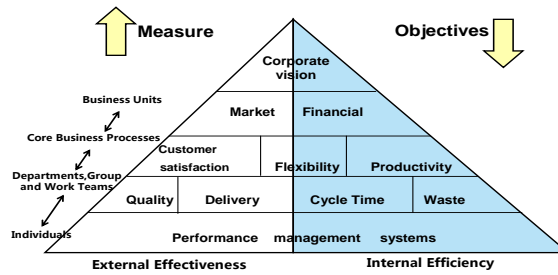 Measure
Objectives
Corporate
vision
Business Units
Market Financial
Core Business Processes
Customer
satisfaction Flexibility Productivity
Departments,Group
and Work Teams
Quality Delivery Cycle Time Waste
Individuals
Performance management systems
External Effectiveness Internal Efficiency